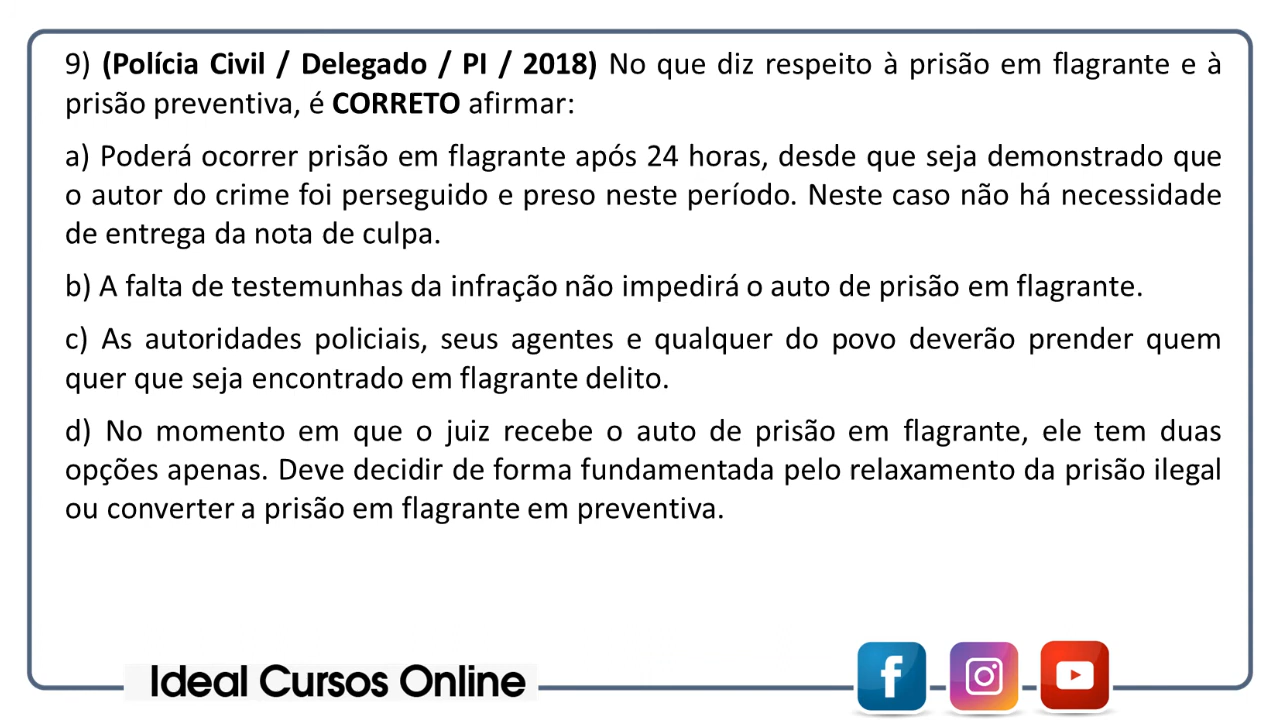 9) (Polícia Civil / Delegado / PI / 2018) No que diz respeito à prisão em flagrante e à
prisão preventiva, é CORRETO afirmar:
a) Poderá ocorrer prisão em flagrante após 24 horas, desde que seja demonstrado que
o autor do crime foi perseguido e preso neste período. Neste caso não há necessidade
de entrega da nota de culpa.
b) A falta de testemunhas da infração não impedirá o auto de prisão em flagrante.
c) As autoridades policiais, seus agentes e qualquer do povo deverão prender quem
quer que seja encontrado em flagrante delito.
d) No momento em que o juiz recebe o auto de prisão em flagrante, ele tem duas
opções apenas. Deve decidir de forma fundamentada pelo relaxamento da prisão ilegal
ou converter a prisão em flagrante em preventiva.
Ideal Cursos Online